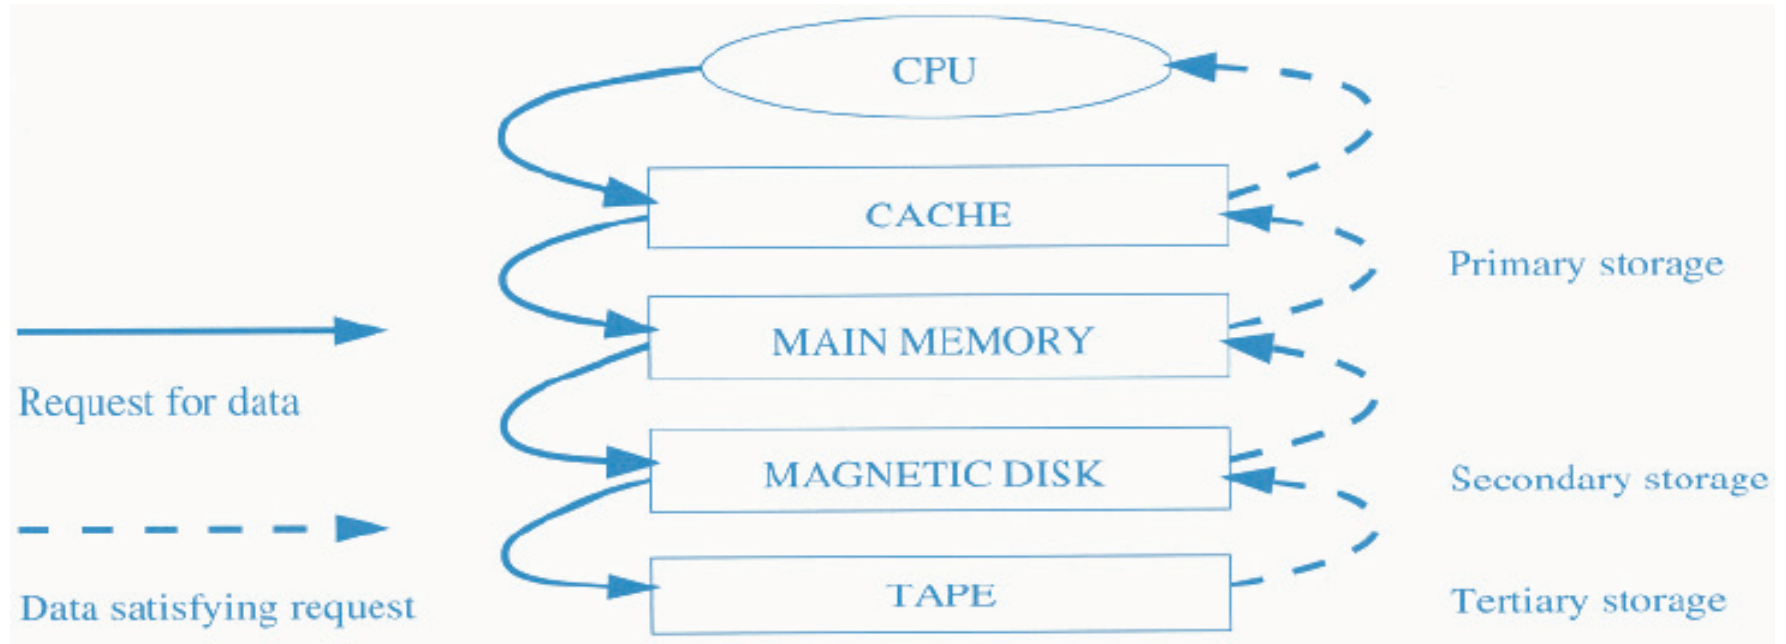 CPU
CACHE
Primary storage
MAIN MEMORY
Request for data
MAGNETIC DISK
Secondary storage
TAPE
Data satisfying request
Tertiary storage